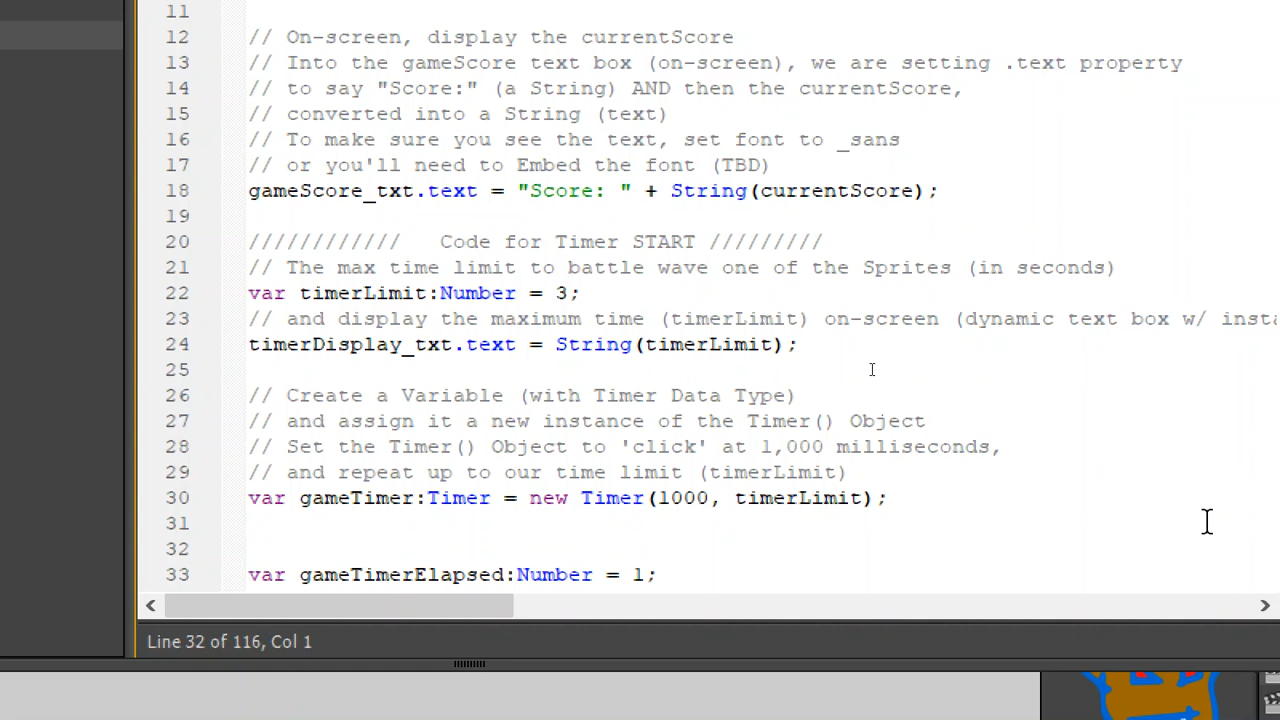 11
12 // On-screen, display the currentScore
13 // Into the gameScore text box (on-screen), we are setting .text property
14 // to say "Score:" (a String) AND then the currentScore,
15 // converted into a String (text)
16 // To make sure you see the text, set font to _sans
17 // or you'll need to Embed the font (TBD)
18 gameScore_txt.text = "Score: " + String(currentScore);
19
20 //////////// Code for Timer START /////////
21 // The max time limit to battle wave one of the Sprites (in seconds)
22 var timerLimit:Number = 3;
23 // and display the maximum time (timerLimit) on-screen (dynamic text box w/
24 timerDisplay_txt.text = String(timerLimit);
25
26 // Create a Variable (with Timer Data Type)
27 // and assign it a new instance of the Timer() Object
28 // Set the Timer() Object to 'click' at 1,000 milliseconds,
29 // and repeat up to our time limit (timerLimit)
30 var gameTimer:Timer = new Timer(1000, timerLimit);
31
32
33 var gameTimerElapsed:Number = 1;
Line 32 of 116, Col 1